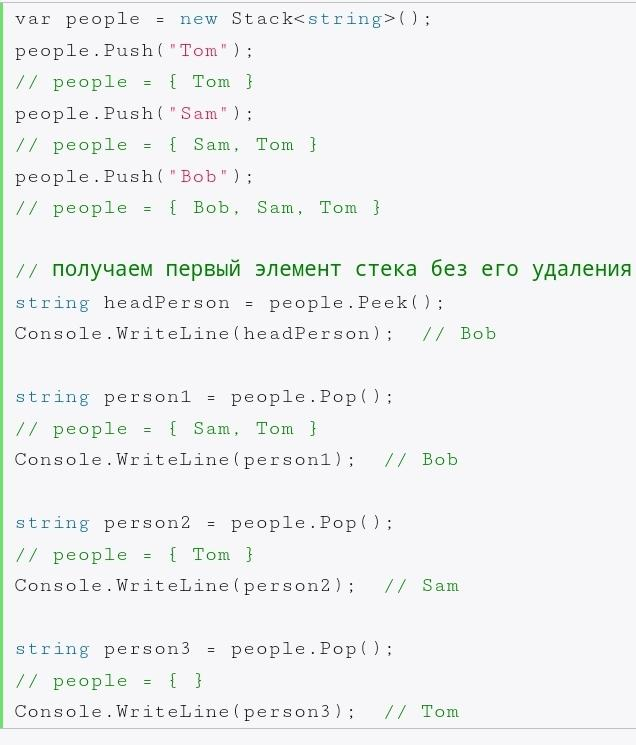 var people = new Stack<string>();
people.Push("Tom");
// people = { Tom }
people.Push("Sam");
// people = { Sam, Tom }
people.Push("Bob");
// people = { Bob, Sam, Tom }
// получаем первый элемент стека без его удаления
string headPerson = people.Peek();
Console.WriteLine(headPerson);  // Bob
string person1 = people.Pop();
// people = { Sam, Tom }
Console.WriteLine(person1);  // Bob
string person2 = people.Pop();
// people = { Tom }
Console.WriteLine(person2);  // Sam
string person3 = people.Pop();
// people = { }
Console.WriteLine(person3);  // Tom